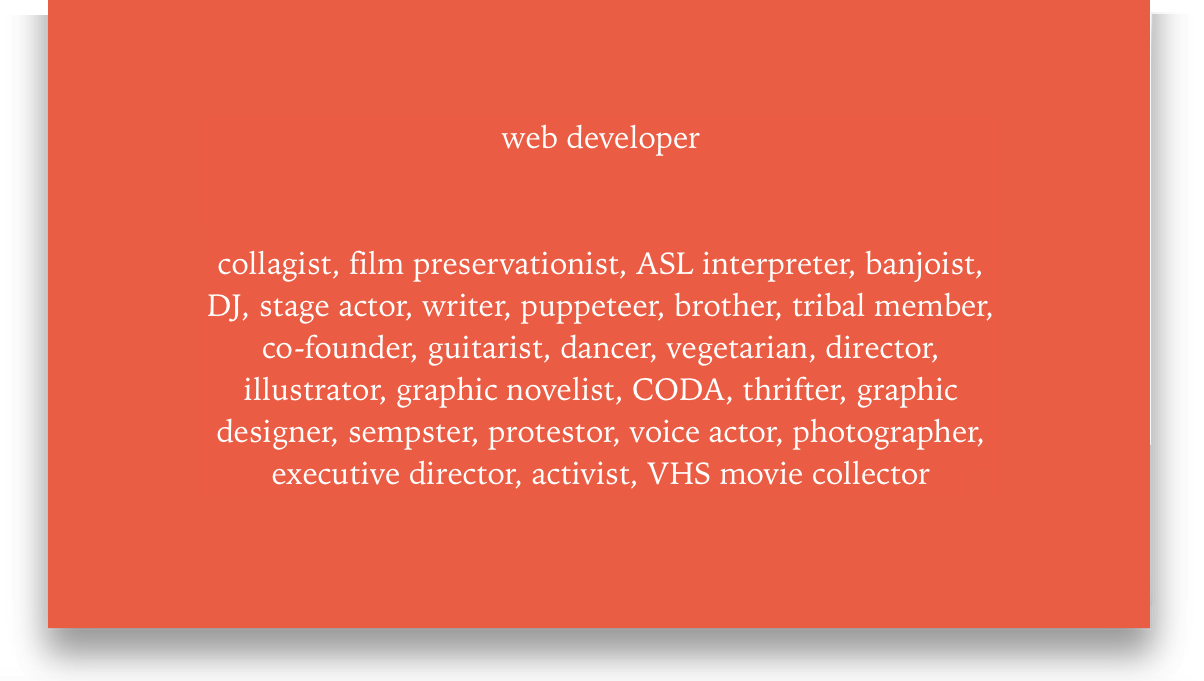 web developer
collagist, film preservationist, ASL interpreter, banjoist,
DJ, stage actor, writer, puppeteer, brother, tribal member,
co-founder, guitarist, dancer, vegetarian, director,
illustrator, graphic novelist, CODA, thrifter, graphic
designer, sempster, protestor, voice actor, photographer,
executive director, activist, VHS movie collector